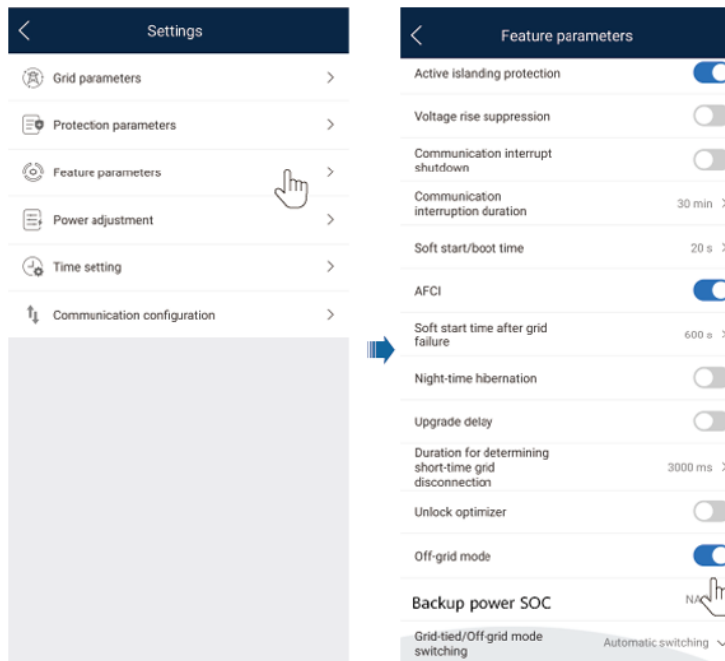 Settings
Grid parameters
Protection parameters
Feature parameters
Power adjustment
Time setting
Communication configuration
Feature parameters
Active islanding protection
Voltage rise suppression
Communication interrupt
shutdown
Communication
interruption duration
30 min
Soft start/boot time
20 s
AFCI
Soft start time after grid
failure
600 s
Night-time hibernation
Upgrade delay
Duration for determining
short-time grid
disconnection
3000 ms
Unlock optimizer
Off-grid mode
Backup power SOC
NA
Grid-tied/Off-grid mode
switching
Automatic switching